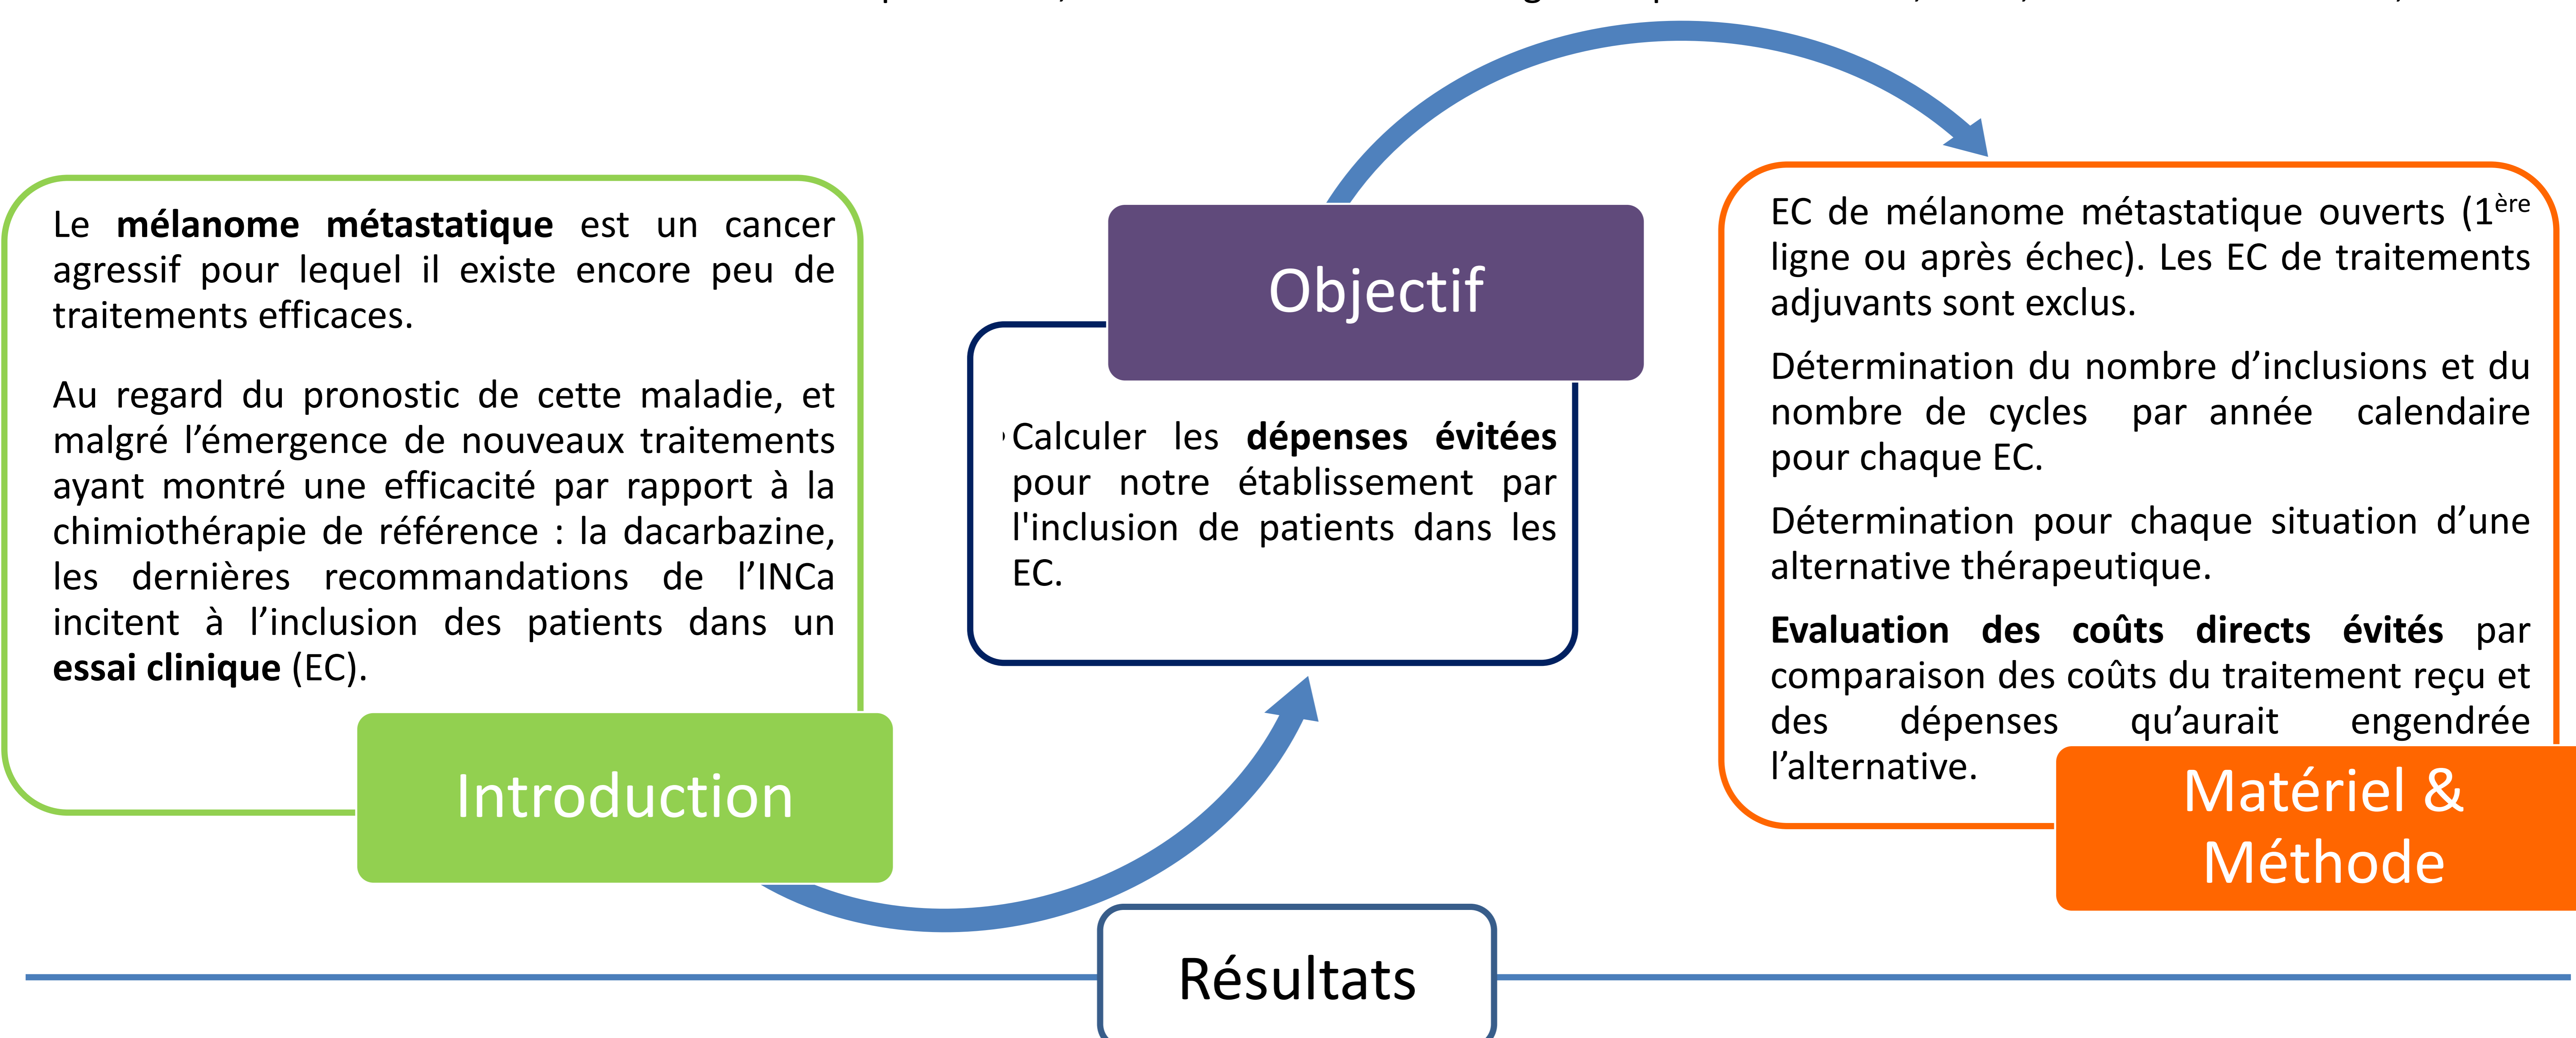 Le mélanome métastatique est un cancer
agressif pour lequel il existe encore peu de
traitements efficaces.
Au regard du pronostic de cette maladie, et
malgré l’émergence de nouveaux traitements
ayant montré une efficacité par rapport à la
chimiothérapie de référence : la dacarbazine,
les dernières recommandations de l’INCa
incitent à l’inclusion des patients dans un
essai clinique (EC).
Introduction
Objectif
Calculer les dépenses évitées
pour notre établissement par
l'inclusion de patients dans les
EC.
EC de mélanome métastatique ouverts (1ère
ligne ou après échec). Les EC de traitements
adjuvants sont exclus.
Détermination du nombre d’inclusions et du
nombre de cycles par année calendaire
pour chaque EC.
Détermination pour chaque situation d’une
alternative thérapeutique.
Evaluation des coûts directs évités par
comparaison des coûts du traitement reçu et
des dépenses qu’aurait engendrée
l’alternative.
Matériel &
Méthode
Résultats